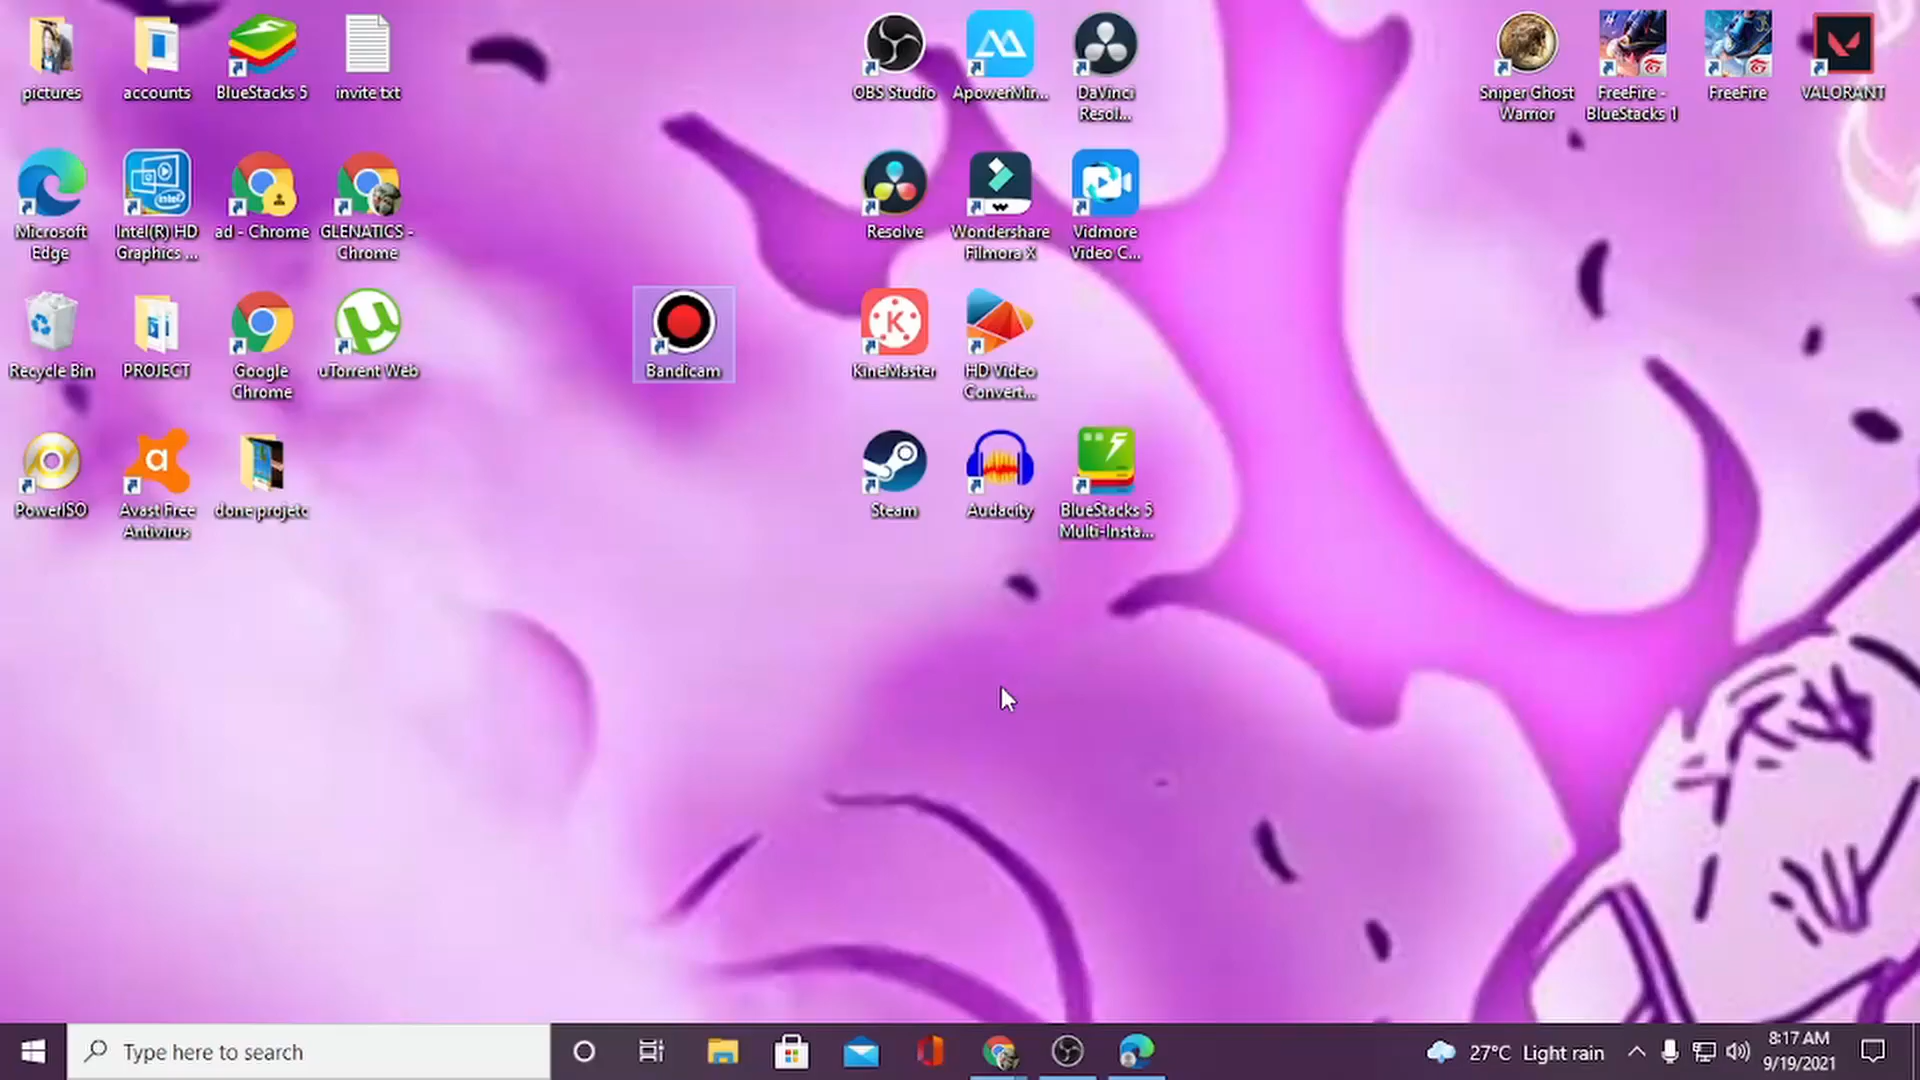 pictures
accounts
BlueStacks 5
invite txt
OBS Studio
ApowerMir...
DaVinci
Resol...
Sniper Ghost
Warrior
FreeFire -
BlueStacks 1
FreeFire
VALORANT
Microsoft
Edge
intel
Intel(R) HD
Graphics ...
ad - Chrome
GLENATICS -
Chrome
Resolve
Wondershare
Filmora X
Vidmore
Video C...
Recycle Bin
PROJECT
Google
Chrome
uTorrent Web
Bandicam
K
KineMaster
HD Video
Convert...
PowerISO
a
Avast Free
Antivirus
done projetc
Steam
Audacity
BlueStacks 5
Multi-Insta...
Type here to search
27°C Light rain
8:17 AM
9/19/2021